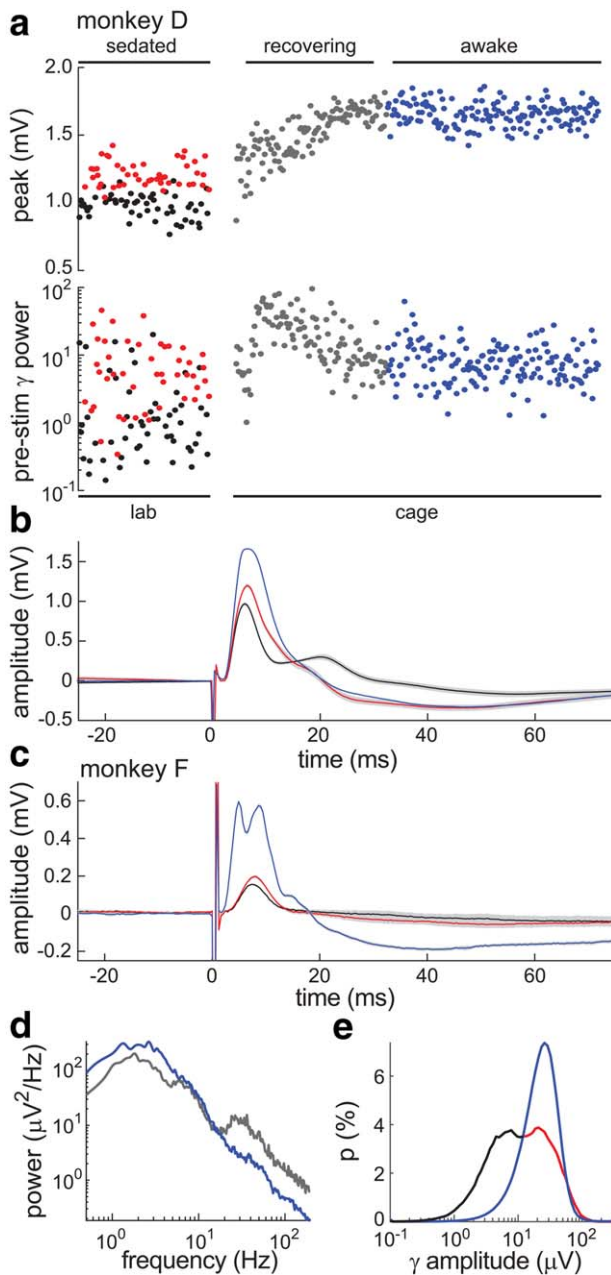 a monkey D
sedated recovering awake
peak (mV)
2.0
1.5
1.0
0.5
pre-stim γ power
10²
10¹
10⁰
10⁻¹
lab cage
b
amplitude (mV)
1.5
1.0
0.5
0
-0.5
-20 0 20 40 60
time (ms)
c monkey F
amplitude (mV)
0.6
0.4
0.2
0
-0.2
-20 0 20 40 60
time (ms)
d
power (μV²/Hz)
10²
10¹
10⁰
10⁰ 10¹ 10²
frequency (Hz)
e
p (%)
6
4
2
0
10⁻¹ 10⁰ 10¹ 10²
γ amplitude (μV)